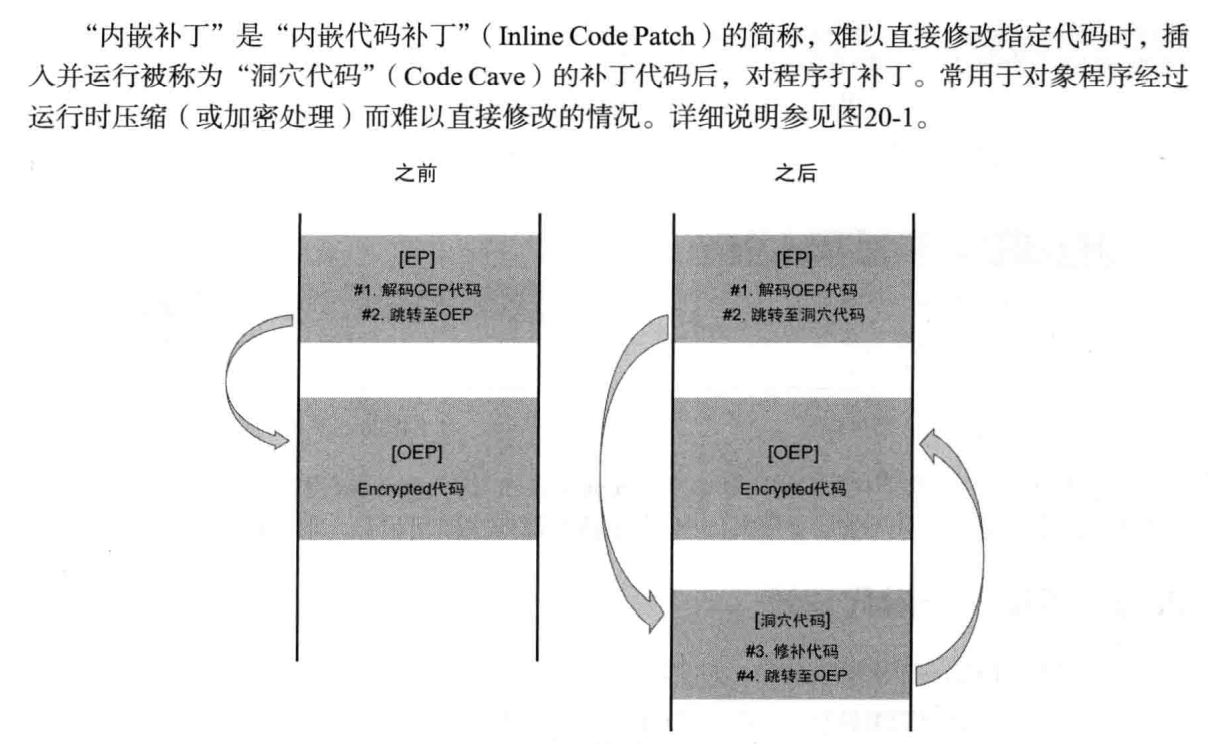 “内嵌补丁”是“内嵌代码补丁”（Inline Code Patch）的简称，难以直接修改指定代码时，插
入并运行被称为“洞穴代码”（Code Cave）的补丁代码后，对程序打补丁。常用于对象程序经过
运行时压缩（或加密处理）而难以直接修改的情况。详细说明参见图20-1。
之前
[EP]
#1. 解码OEP代码
#2. 跳转至OEP
[OEP]
Encrypted代码
之后
[EP]
#1. 解码OEP代码
#2. 跳转至洞穴代码
[OEP]
Encrypted代码
[洞穴代码]
#3. 修补代码
#4. 跳转至OEP